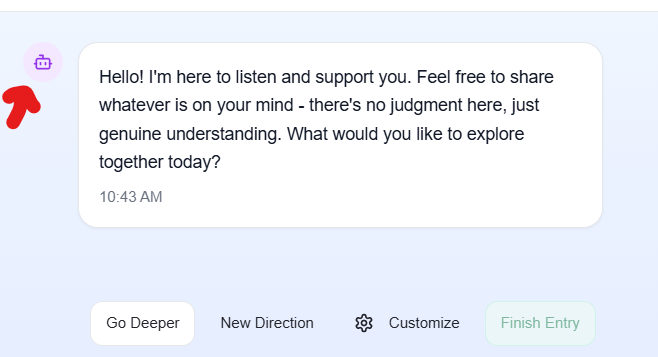 Hello! I'm here to listen and support you. Feel free to share
whatever is on your mind - there's no judgment here, just
genuine understanding. What would you like to explore
together today?
10:43 AM
Go Deeper New Direction Customize Finish Entry